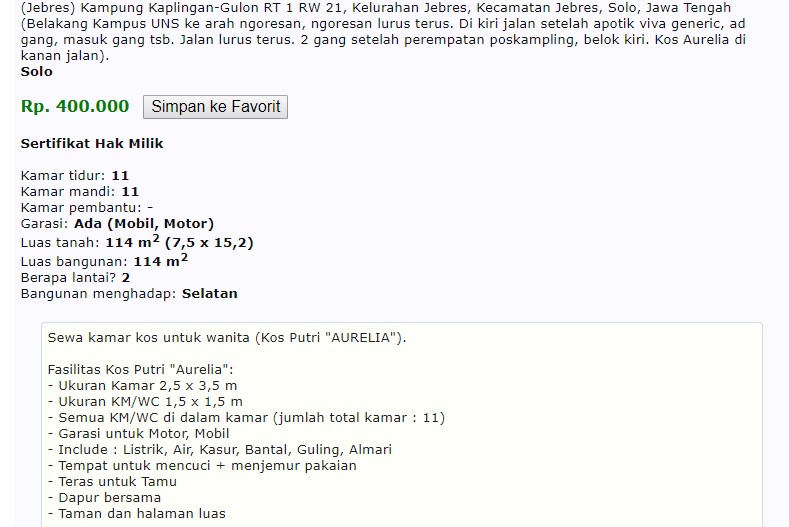 (Jebres) Kampung Kaplingan-Gulon RT 1 RW 21, Kelurahan Jebres, Kecamatan Jebres, Solo, Jawa Tengah
(Belakang Kampus UNS ke arah ngoresan, ngoresan lurus terus. Di kiri jalan setelah apotik viva generic, ad
gang, masuk gang tsb. Jalan lurus terus. 2 gang setelah perempatan poskampling, belok kiri. Kos Aurelia di
kanan jalan).
Solo
Rp. 400.000 Simpan ke Favorit
Sertifikat Hak Milik
Kamar tidur: 11
Kamar mandi: 11
Kamar pembantu: -
Garasi: Ada (Mobil, Motor)
Luas tanah: 114 m² (7,5 x 15,2)
Luas bangunan: 114 m²
Berapa lantai? 2
Bangunan menghadap: Selatan
Sewa kamar kos untuk wanita (Kos Putri "AURELIA").
Fasilitas Kos Putri "Aurelia":
- Ukuran Kamar 2,5 x 3,5 m
- Ukuran KM/WC 1,5 x 1,5 m
- Semua KM/WC di dalam kamar (jumlah total kamar : 11)
- Garasi untuk Motor, Mobil
- Include : Listrik, Air, Kasur, Bantal, Guling, Almari
- Tempat untuk mencuci + menjemur pakaian
- Teras untuk Tamu
- Dapur bersama
- Taman dan halaman luas